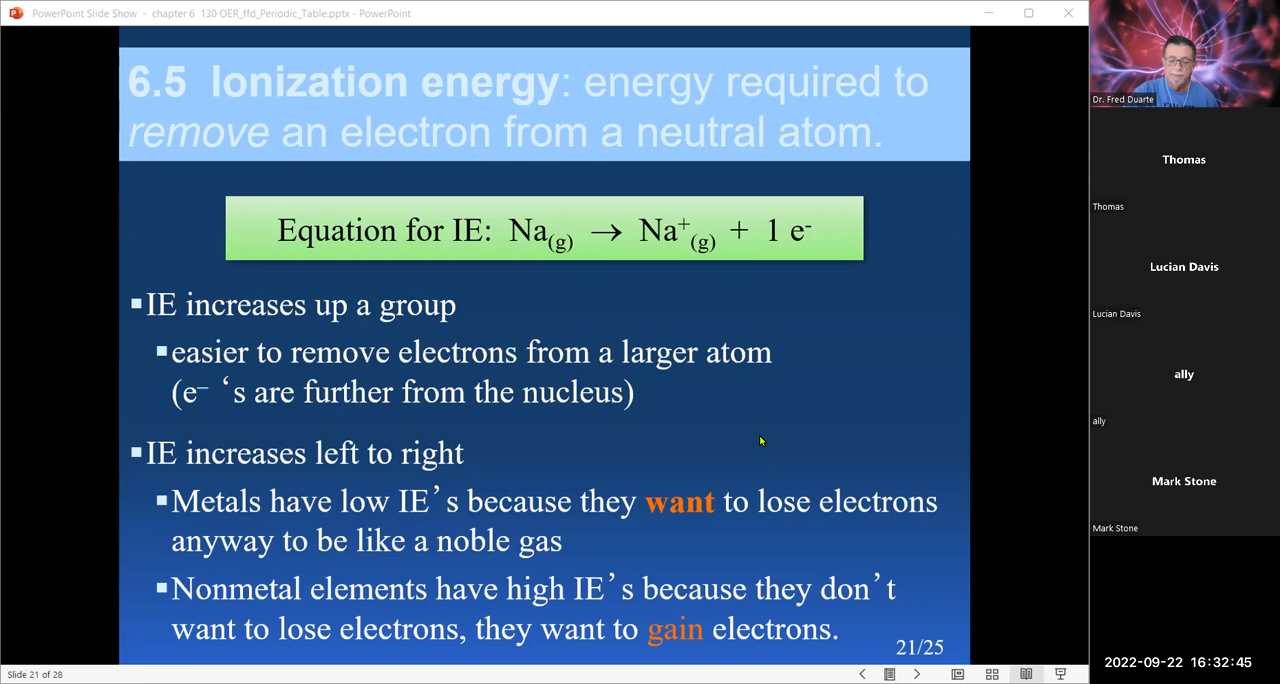 PowerPoint Slide Show - chapter 6 130 OER_ffd_Periodic_Table.pptx - PowerPoint
6.5 Ionization energy: energy required to
remove an electron from a neutral atom.
Equation for IE: Na(g) → Na⁺(g) + 1 e⁻
▪IE increases up a group
▪easier to remove electrons from a larger atom
(e⁻ ‘s are further from the nucleus)
▪IE increases left to right
▪Metals have low IE’s because they want to lose electrons
anyway to be like a noble gas
▪Nonmetal elements have high IE’s because they don’t
want to lose electrons, they want to gain electrons.
21/25
Slide 21 of 28
Dr. Fred Duarte
Thomas
Thomas
Lucian Davis
Lucian Davis
ally
ally
Mark Stone
Mark Stone
2022-09-22 16:32:45